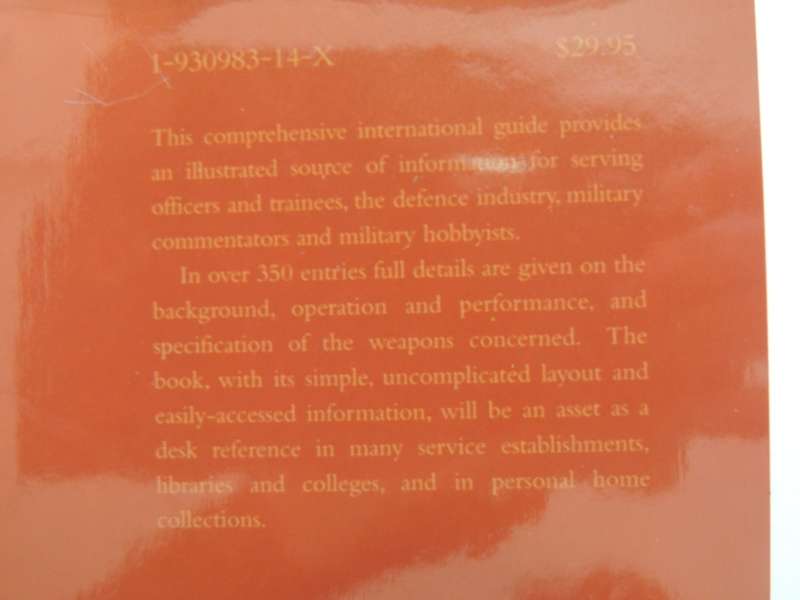 1-930983-14-X
$29.95
This comprehensive international guide provides
an illustrated source of information for serving
officers and trainees, the defence industry, military
commentators and military hobbyists.
In over 350 entries full details are given on the
background, operation and performance, and
specification of the weapons concerned. The
book, with its simple, uncomplicated layout and
easily-accessed information, will be an asset as a
desk reference in many service establishments,
libraries and colleges, and in personal home
collections.